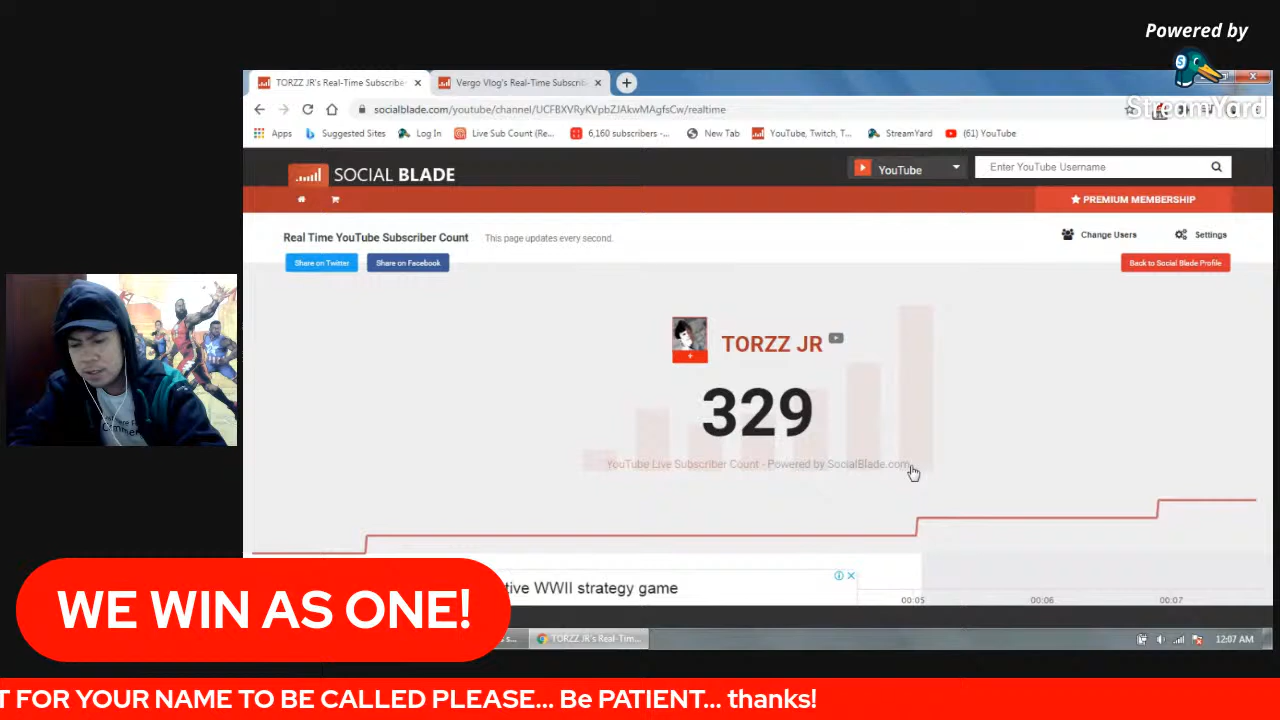 Powered by
S
StreamYard
TORZZ JR's Real-Time Subscribe
Vergo Vlog's Real-Time Subscrib
socialblade.com/youtube/channel/UCFBXVRyKVpbZJAkwMAgfsCw/realtime
Apps
Suggested Sites
Log In
Live Sub Count (Re...
6,160 subscribers -...
New Tab
YouTube, Twitch, T...
StreamYard
(61) YouTube
SOCIAL BLADE
YouTube
Enter YouTube Username
PREMIUM MEMBERSHIP
Real Time YouTube Subscriber Count
This page updates every second.
Change Users
Settings
Share on Twitter
Share on Facebook
Back to Social Blade Profile
TORZZ JR
329
YouTube Live Subscriber Count - Powered by SocialBlade.com
tive WWII strategy game
00:05
00:06
00:07
WE WIN AS ONE!
TORZZ JR's Real-Tim...
12:07 AM
T FOR YOUR NAME TO BE CALLED PLEASE... Be PATIENT... thanks!